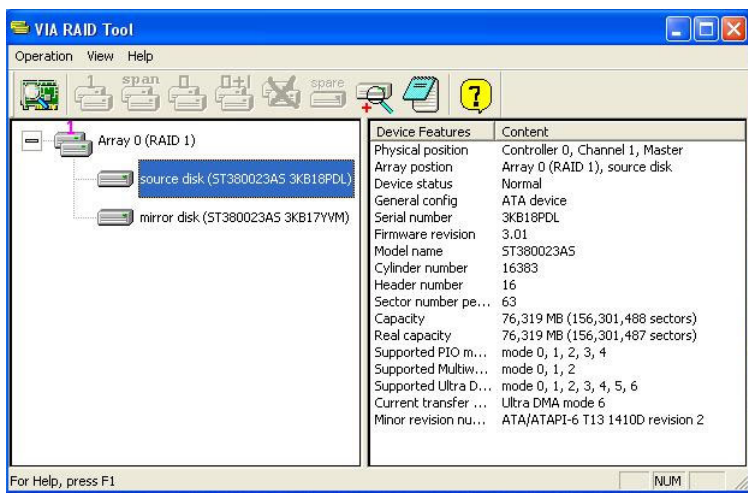 VIA RAID Tool
Operation View Help
1 span spare
Array 0 (RAID 1)
source disk (ST380023AS 3KB18PDL)
mirror disk (ST380023AS 3KB17YVM)
Device Features Content
Physical position Controller 0, Channel 1, Master
Array postion Array 0 (RAID 1), source disk
Device status Normal
General config ATA device
Serial number 3KB18PDL
Firmware revision 3.01
Model name ST380023AS
Cylinder number 16383
Header number 16
Sector number pe... 63
Capacity 76,319 MB (156,301,488 sectors)
Real capacity 76,319 MB (156,301,487 sectors)
Supported PIO m... mode 0, 1, 2, 3, 4
Supported Multiw... mode 0, 1, 2
Supported Ultra D... mode 0, 1, 2, 3, 4, 5, 6
Current transfer ... Ultra DMA mode 6
Minor revision nu... ATA/ATAPI-6 T13 1410D revision 2
For Help, press F1 NUM